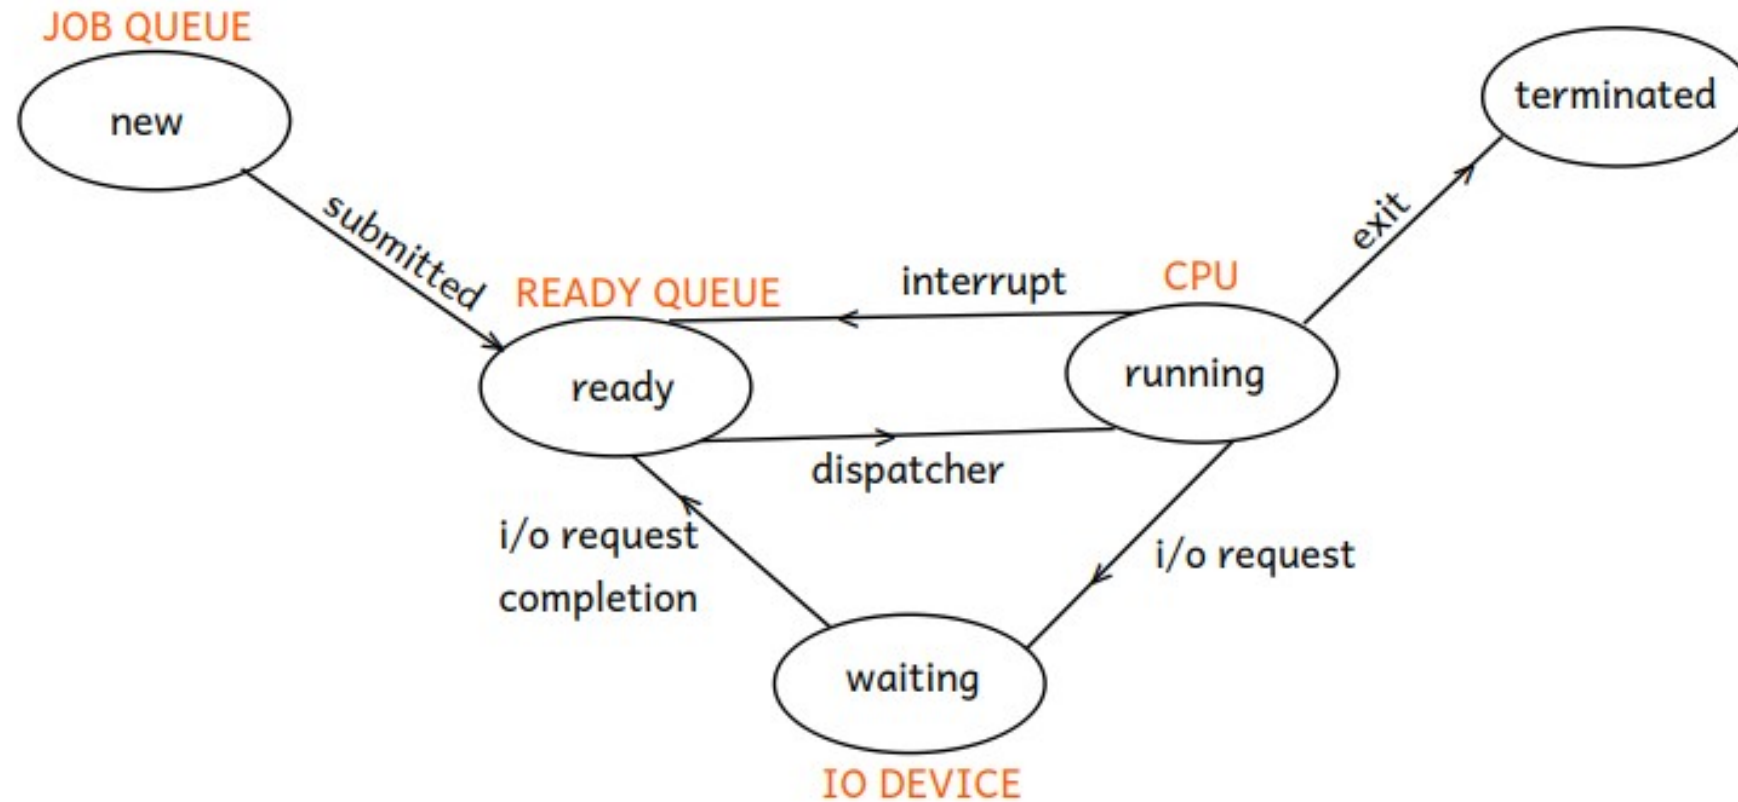 JOB QUEUE
new
terminated
submitted
exit
READY QUEUE
interrupt
CPU
ready
running
dispatcher
i/o request
completion
i/o request
waiting
IO DEVICE